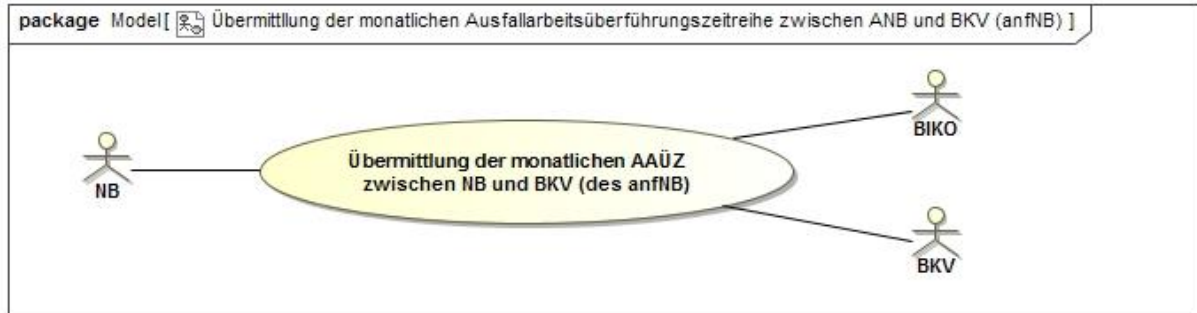 package Model[ Übermittllung der monatlichen Ausfallarbeitsüberführungszeitreihe zwischen ANB und BKV (anfNB) ]
BIKO
Übermittlung der monatlichen AAÜZ
zwischen NB und BKV (des anfNB)
NB
BKV